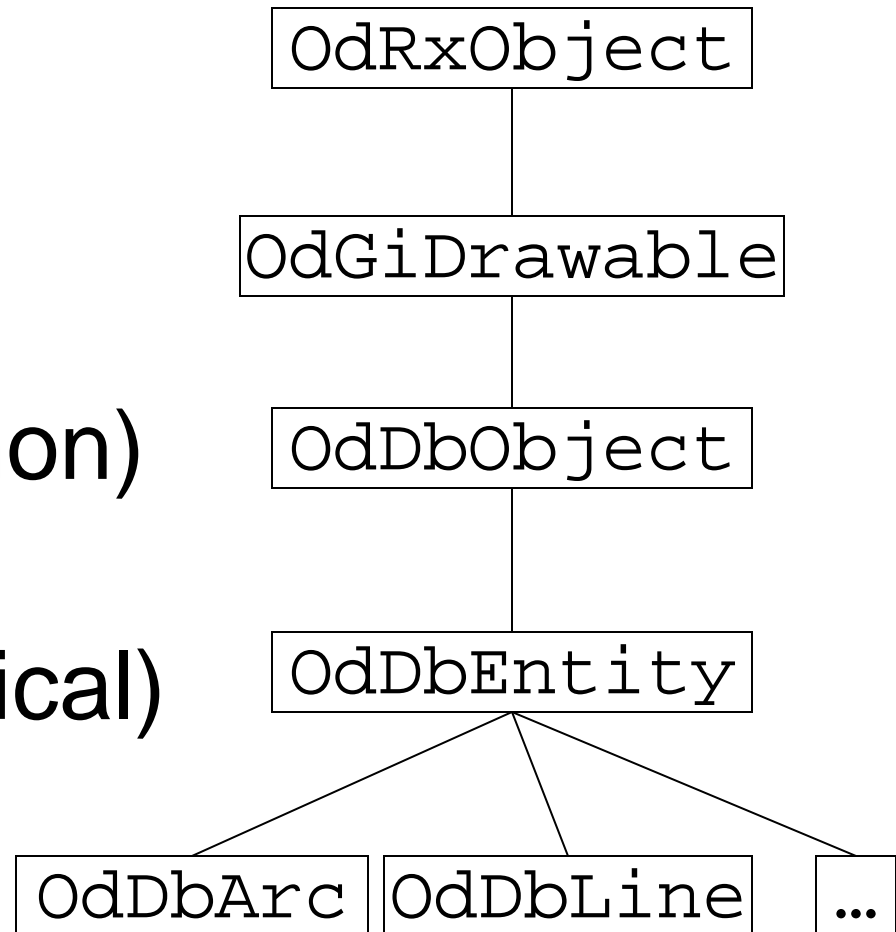 OdRxObject
OdGiDrawable
on) OdDbObject
ical) OdDbEntity
OdDbArc OdDbLine ...